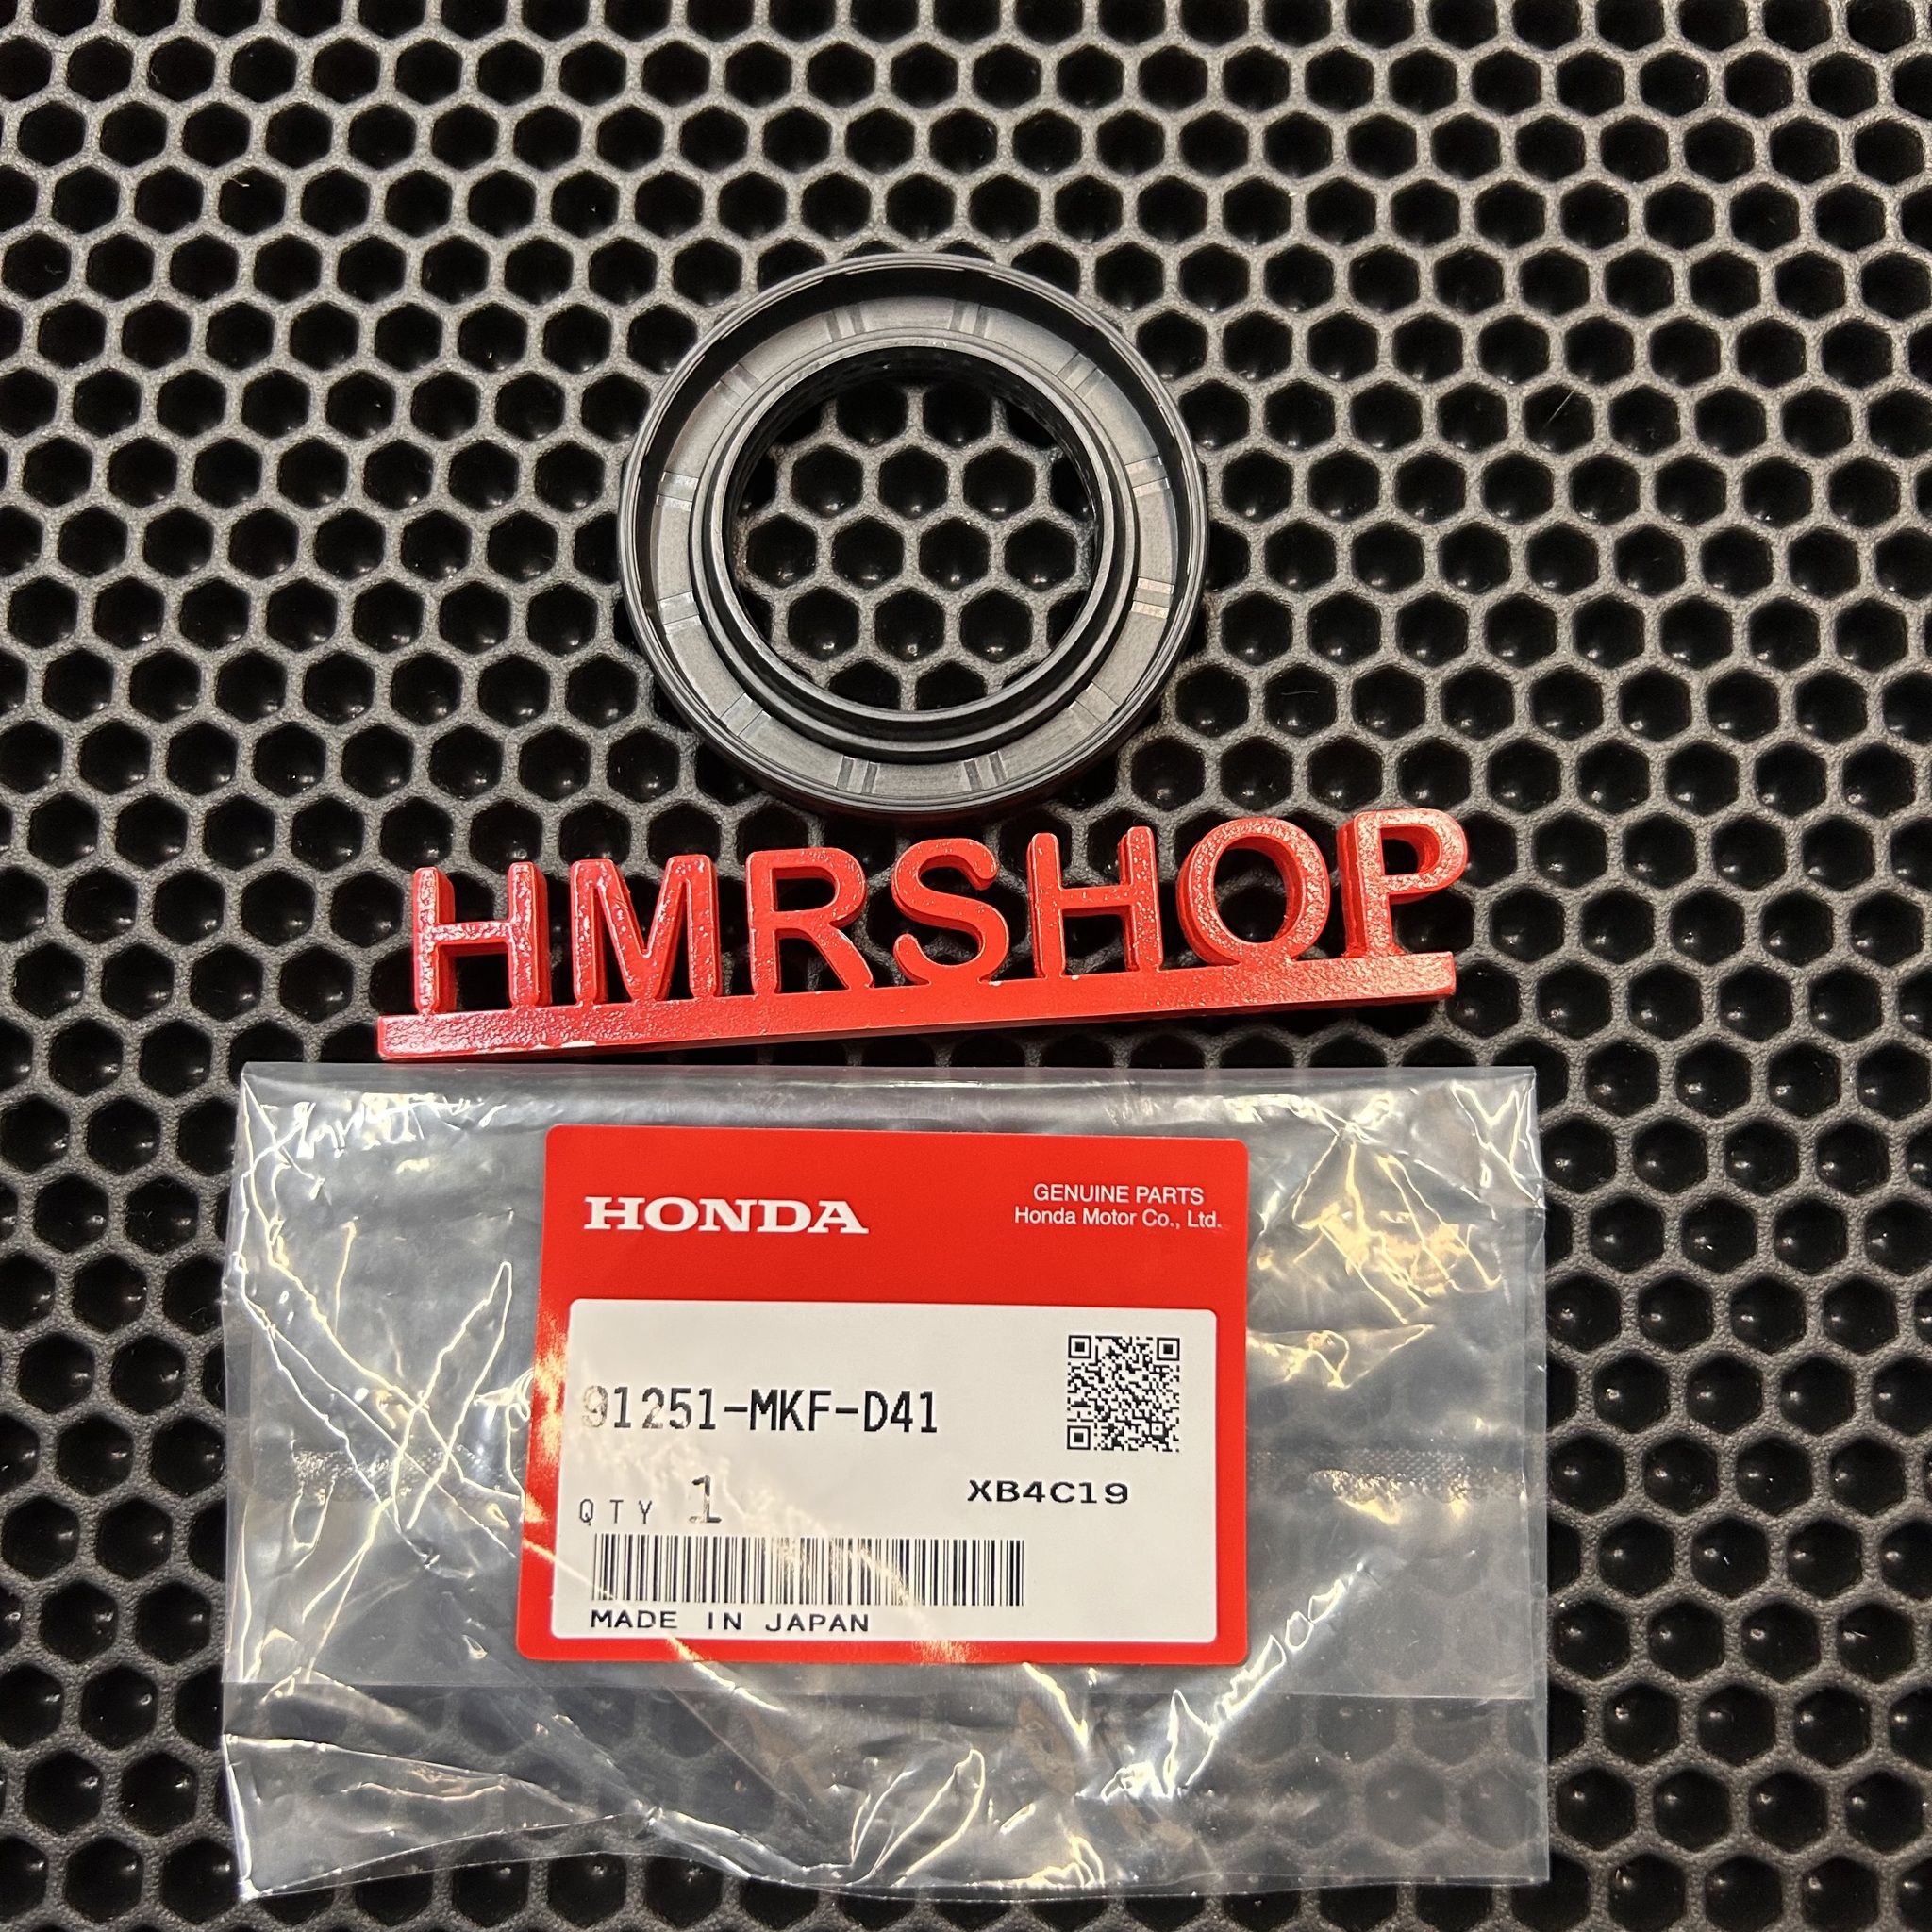 HMRSHOP
HONDA
GENUINE PARTS
Honda Motor Co., Ltd.
91251-MKF-D41
XB4C19
QTY 1
MADE IN JAPAN